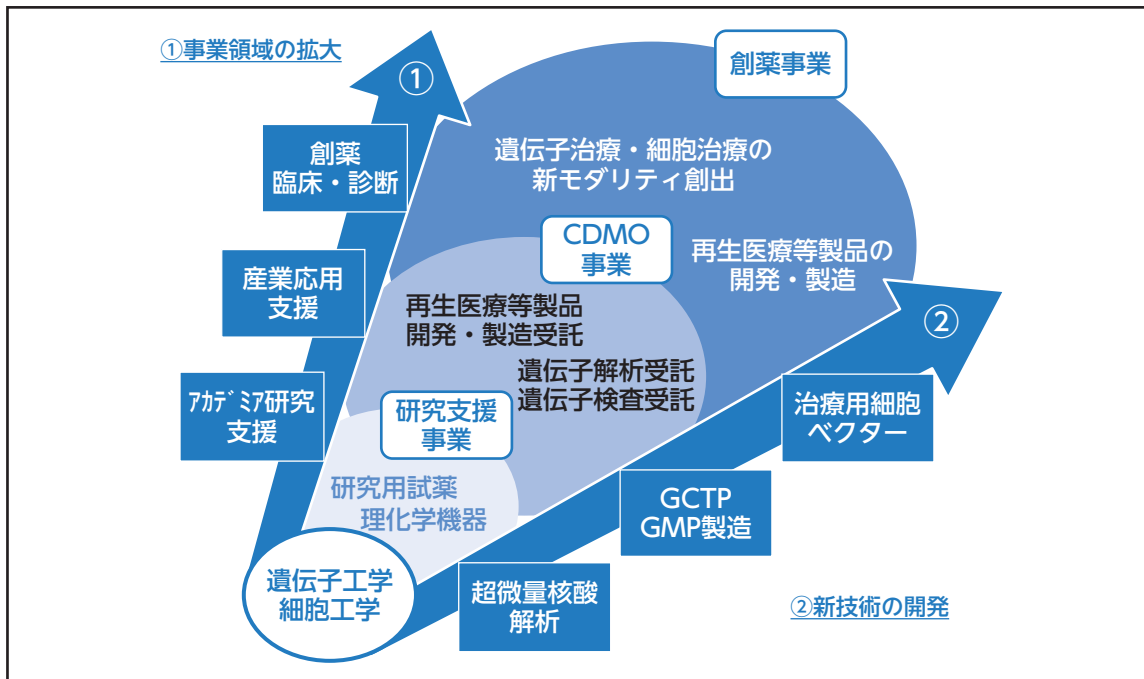 ①事業領域の拡大
①
創薬事業
創薬
臨床・診断
遺伝子治療・細胞治療の
新モダリティ創出
CDMO
事業
再生医療等製品の
開発・製造
産業応用
支援
再生医療等製品
開発・製造受託
②
遺伝子解析受託
遺伝子検査受託
ｱｶﾃﾞﾐｱ研究
支援
研究支援
事業
治療用細胞
ベクター
研究用試薬
理化学機器
GCTP
GMP製造
遺伝子工学
細胞工学
超微量核酸
解析
②新技術の開発